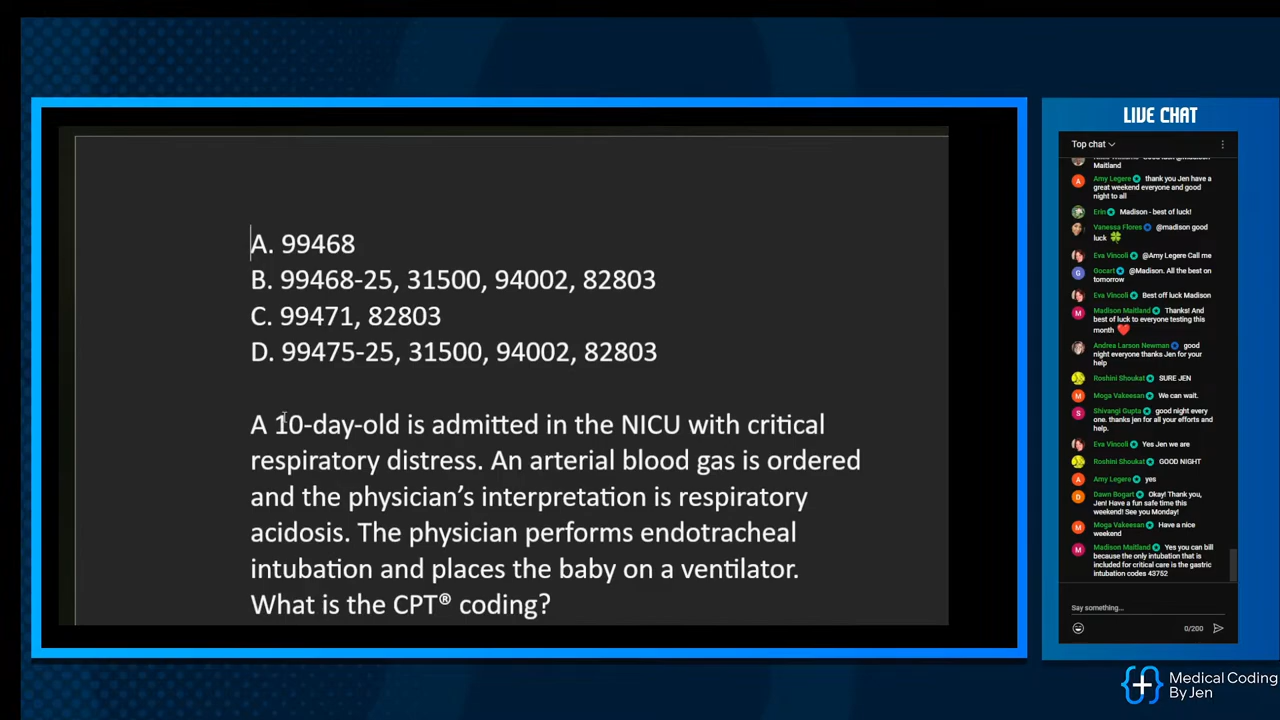 A. 99468
B. 99468-25, 31500, 94002, 82803
C. 99471, 82803
D. 99475-25, 31500, 94002, 82803
A 10-day-old is admitted in the NICU with critical
respiratory distress. An arterial blood gas is ordered
and the physician's interpretation is respiratory
acidosis. The physician performs endotracheal
intubation and places the baby on a ventilator.
What is the CPT® coding?
LIVE CHAT
Top chat
Maitland
Amy Legere thank you Jen have a
great weekend everyone and good
night to all
Erin Madison - best of luck!
Vanessa Flores @madison good
luck 🍀
Eva Vincoli @Amy Legere Call me
Gocart @Madison. All the best on
tomorrow
Eva Vincoli Best off luck Madison
Madison Maitland Thanks! And
best of luck to everyone testing this
month ❤️
Andrea Larson Newman good
night everyone thanks Jen for your
help
Roshini Shoukat SURE JEN
Moga Vakeesan We can wait.
Shivangi Gupta good night every
one. thanks jen for all your efforts and
help.
Eva Vincoli Yes Jen we are
Roshini Shoukat GOOD NIGHT
Amy Legere yes
Dawn Bogart Okay! Thank you,
Jen! Have a fun safe time this
weekend! See you Monday!
Moga Vakeesan Have a nice
weekend
Madison Maitland Yes you can bill
because the only intubation that is
included for critical care is the gastric
intubation codes 43752
Say something...
0/200
Medical Coding
By Jen